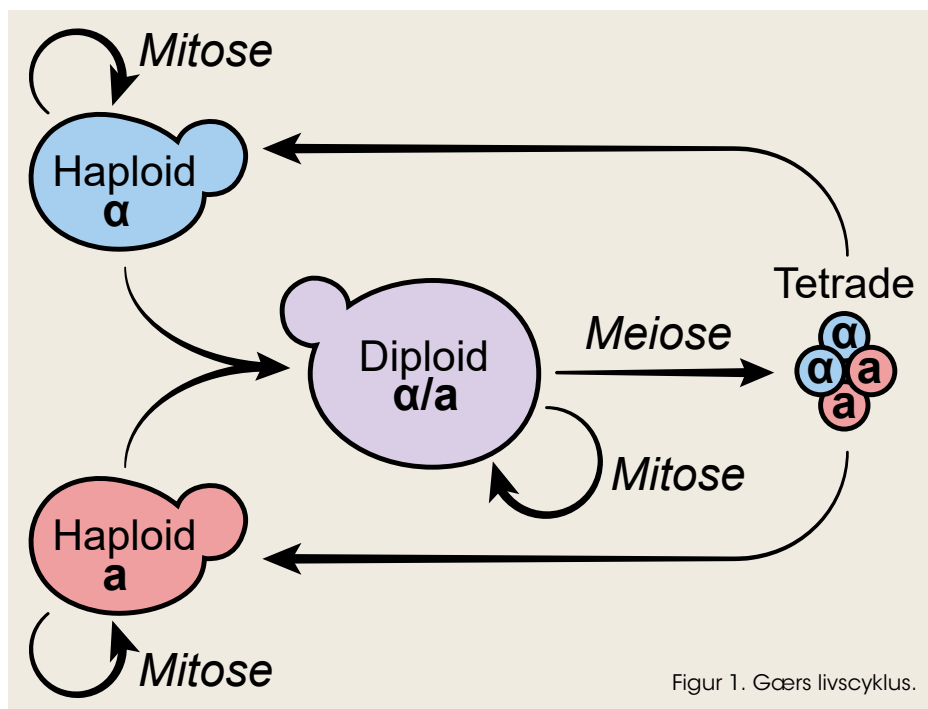 Mitose
Haploid
α
Tetrade
α
α a
a
Meiose
Diploid
α/a
Mitose
Haploid
a
Mitose
Figur 1. Gærs livscyklus.